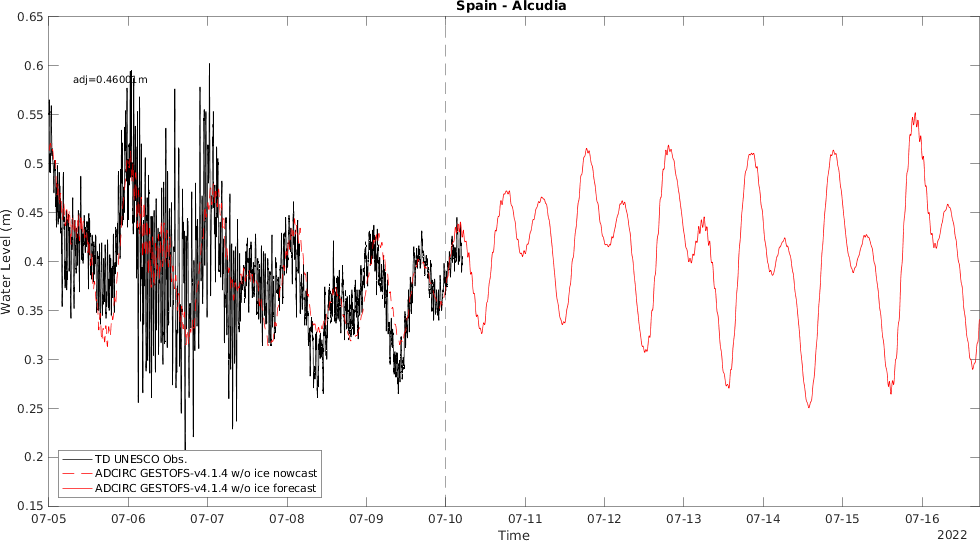 Spain - Alcudia
0.65
0.6
0.55
0.5
0.45
0.4
0.35
0.3
0.25
0.2
0.15
Water Level (m)
adj=0.46001m
TD UNESCO Obs.
ADCIRC GESTOFS-v4.1.4 w/o ice nowcast
ADCIRC GESTOFS-v4.1.4 w/o ice forecast
07-05 07-06 07-07 07-08 07-09 07-10 07-11 07-12 07-13 07-14 07-15 07-16
Time
2022